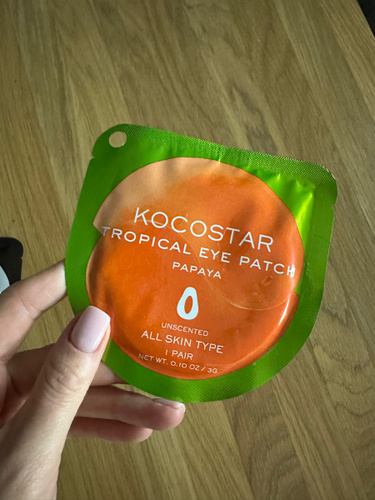 KOCOSTAR
TROPICAL EYE PATCH
PAPAYA
UNSCENTED
ALL SKIN TYPE
1 PAIR
NET WT. 0.10 OZ / 3G